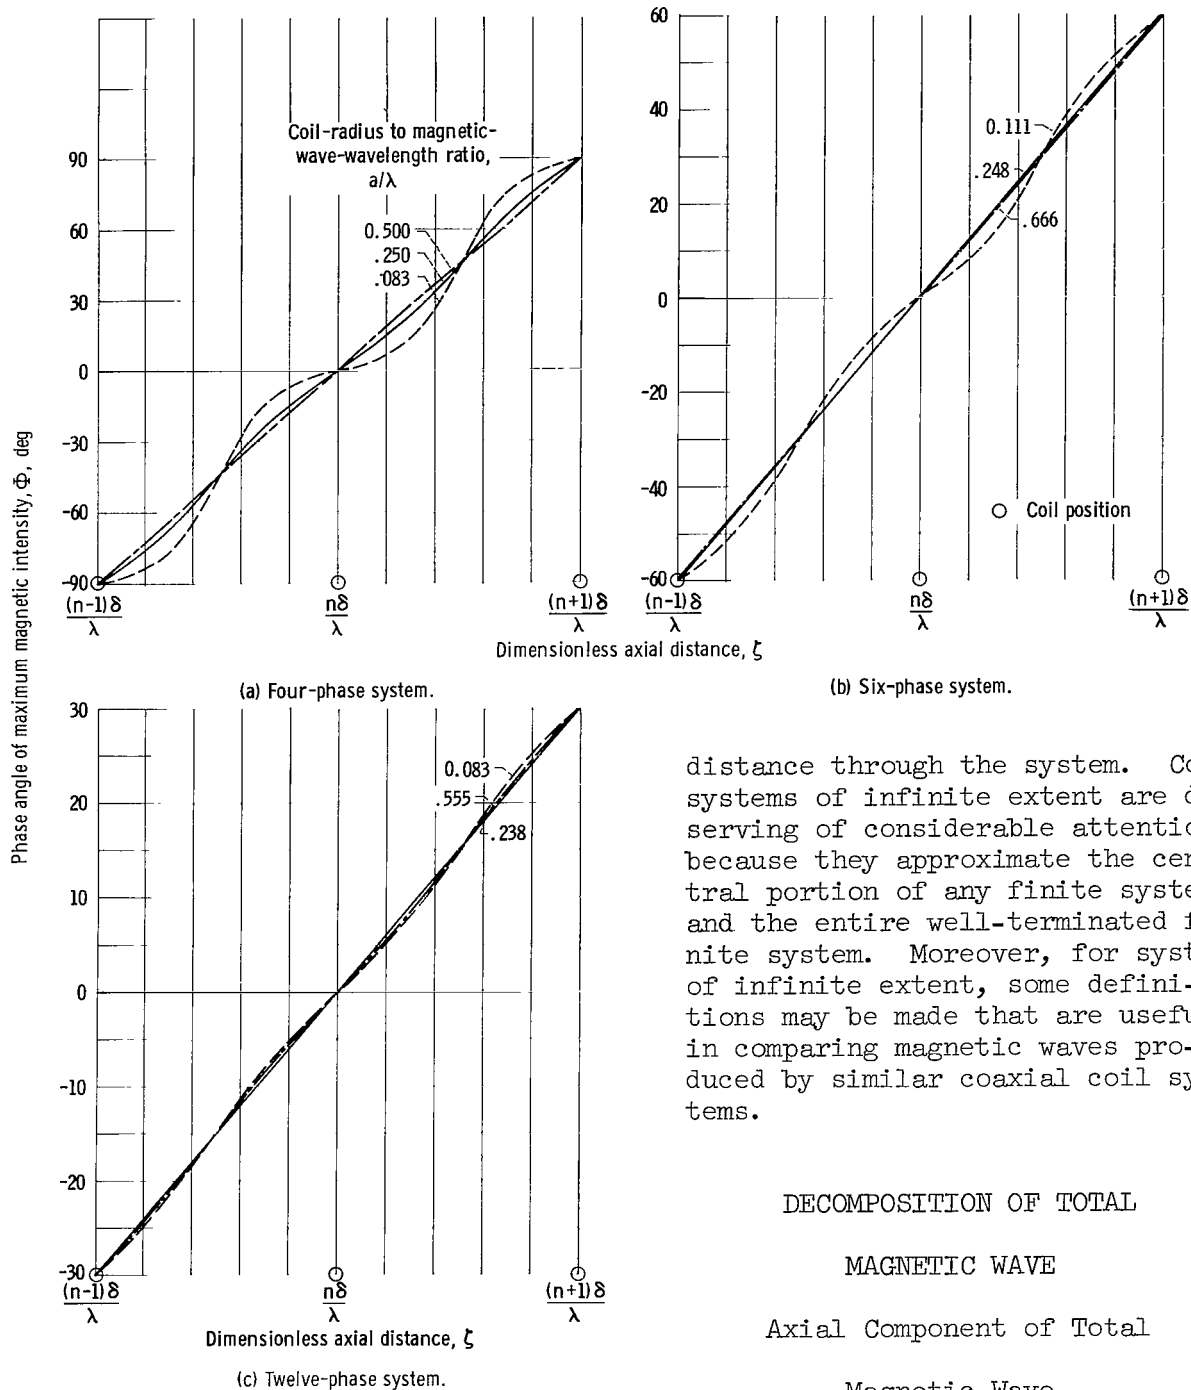 Phase angle of maximum magnetic intensity, Φ, deg
Coil-radius to magnetic-
wave-wavelength ratio,
a/λ
0.500
.250
.083
90
60
30
0
-30
-60
-90
(n-1)δ
λ
nδ
λ
(n+1)δ
λ
(a) Four-phase system.
60
40
20
0
-20
-40
-60
0.111
.248
.666
Coil position
(n-1)δ
λ
nδ
λ
(n+1)δ
λ
Dimensionless axial distance, ζ
(b) Six-phase system.
30
20
10
0
-10
-20
-30
0.083
.555
.238
(n-1)δ
λ
nδ
λ
(n+1)δ
λ
Dimensionless axial distance, ζ
(c) Twelve-phase system.
distance through the system. Co
systems of infinite extent are d
serving of considerable attentio
because they approximate the cen
tral portion of any finite syste
and the entire well-terminated f
nite system. Moreover, for syst
of infinite extent, some defini-
tions may be made that are usefu
in comparing magnetic waves pro-
duced by similar coaxial coil sy
tems.
DECOMPOSITION OF TOTAL
MAGNETIC WAVE
Axial Component of Total
Magnetic Wave